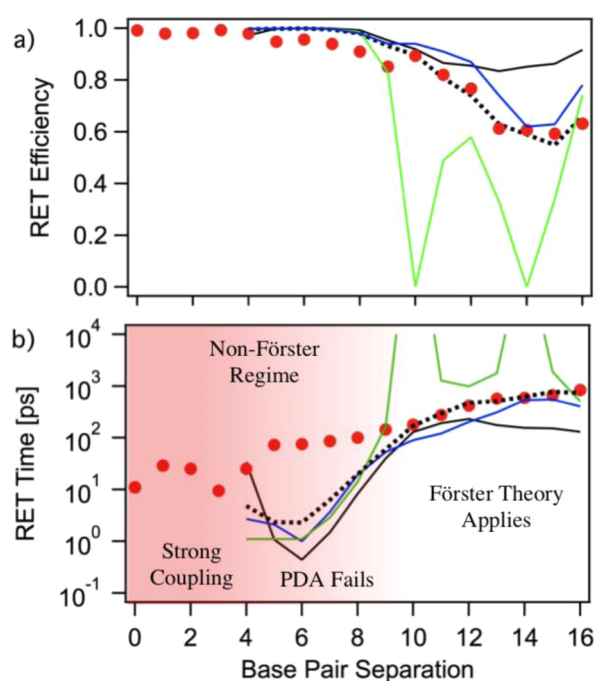 a)
RET Efficiency
1.0
0.8
0.6
0.4
0.2
0.0
b)
RET Time [ps]
10^4
10^3
10^2
10^1
10^0
10^-1
Non-Förster
Regime
Förster Theory
Applies
Strong
Coupling
PDA Fails
0 2 4 6 8 10 12 14 16
Base Pair Separation